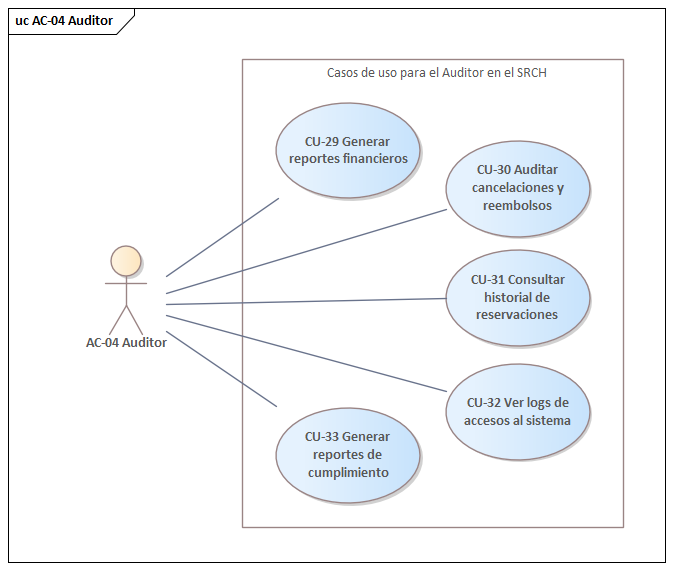 uc AC-04 Auditor
Casos de uso para el Auditor en el SRCH
CU-29 Generar
reportes financieros
CU-30 Auditar
cancelaciones y
reembolsos
CU-31 Consultar
historial de
reservaciones
AC-04 Auditor
CU-32 Ver logs de
accesos al sistema
CU-33 Generar
reportes de
cumplimiento